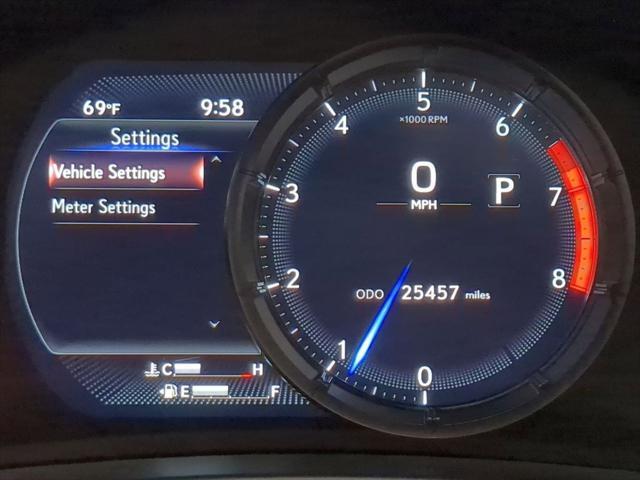 69°F 9:58
Settings
Vehicle Settings
Meter Settings
C H
E F
5
×1000 RPM
4 6
0
MPH
P
3 7
2 8
ODO 25457 miles
1 0